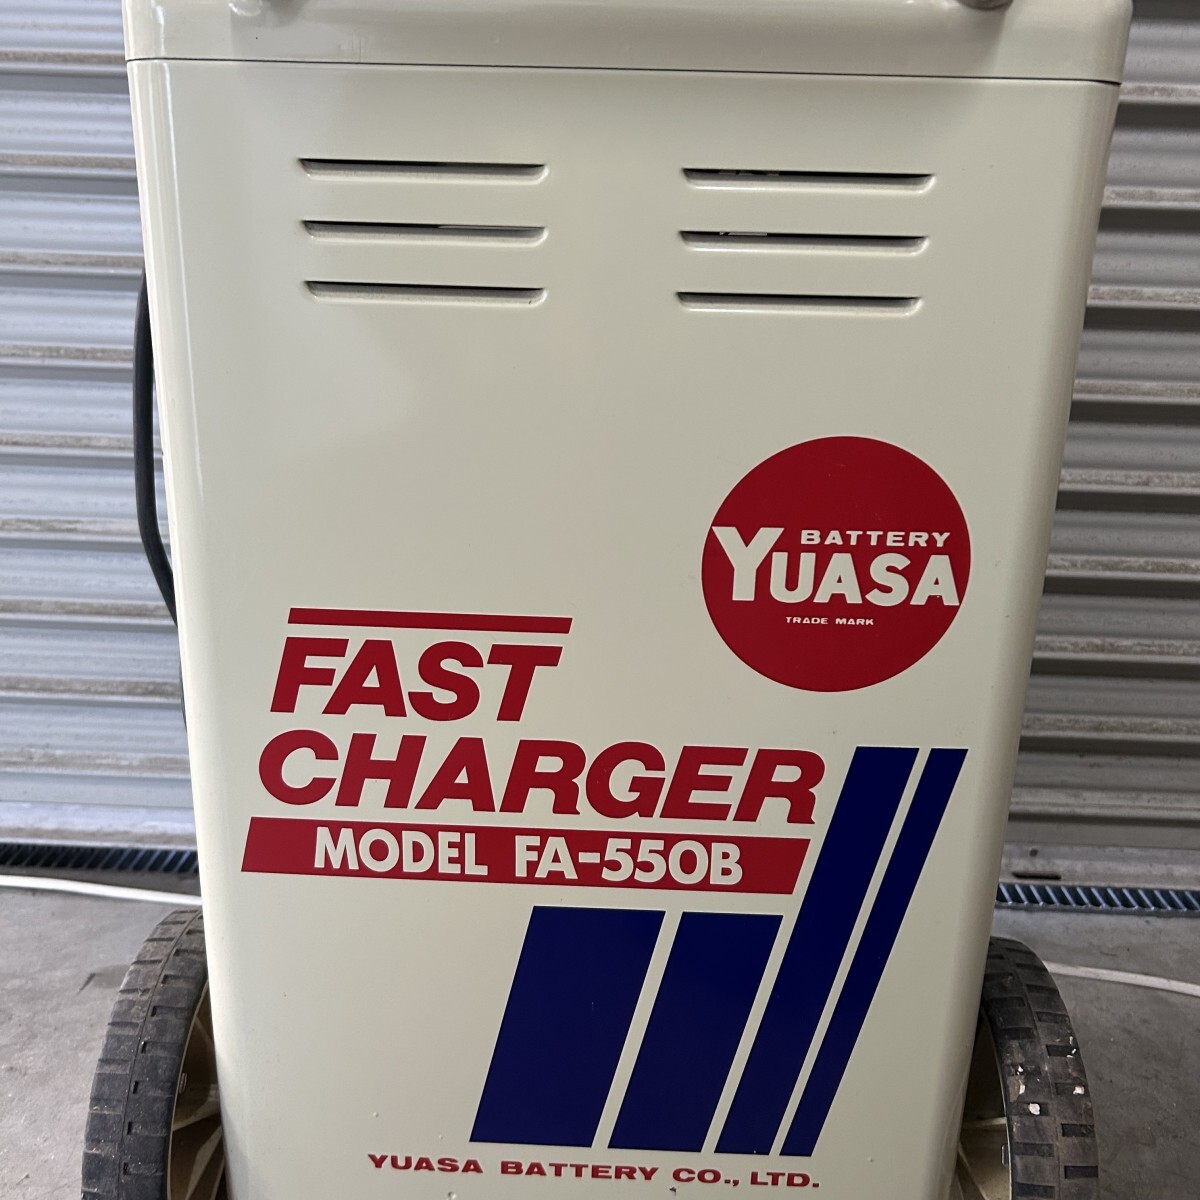 BATTERY
YUASA
TRADE MARK
FAST
CHARGER
MODEL FA-550B
YUASA BATTERY CO., LTD.